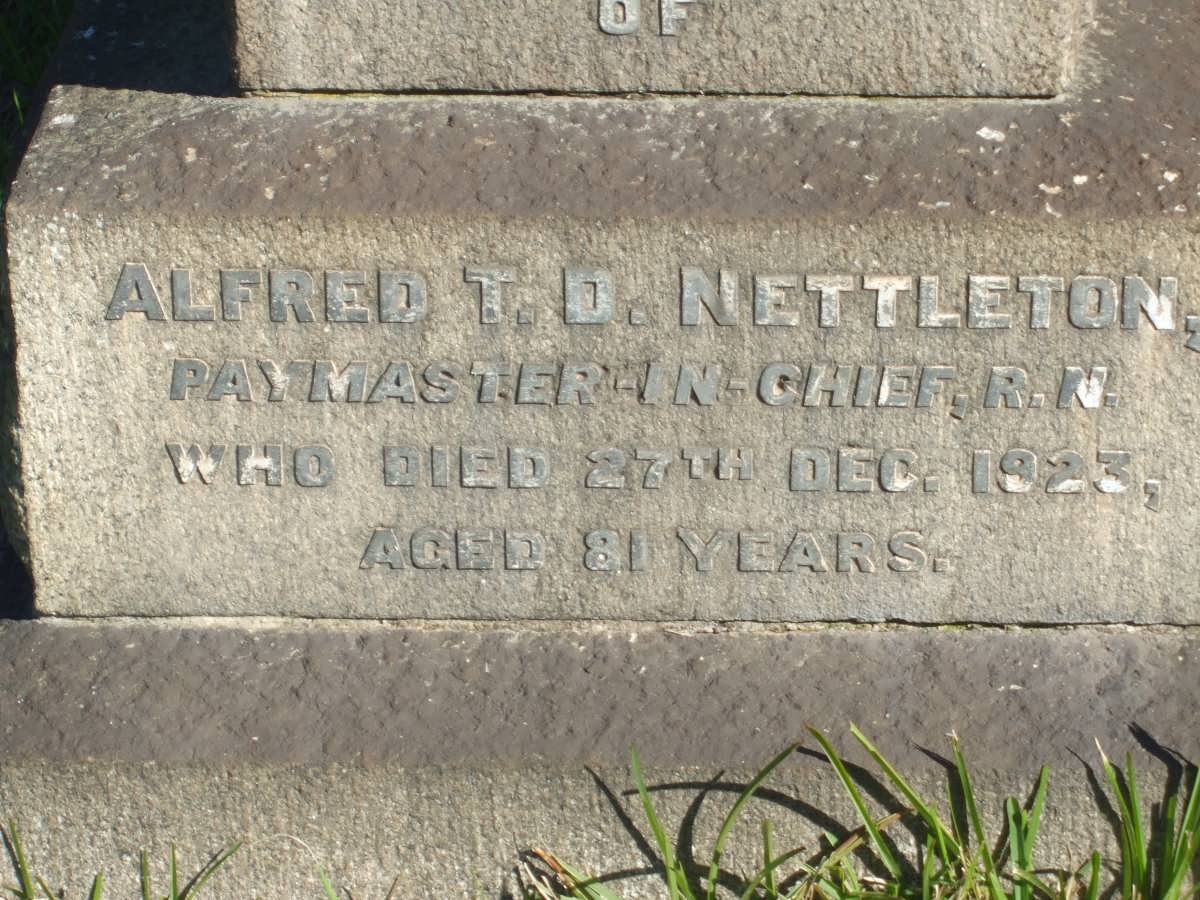 OF
ALFRED T. D. NETTLETON,
PAYMASTER-IN-CHIEF, R.N.
WHO DIED 27TH DEC. 1923,
AGED 81 YEARS.